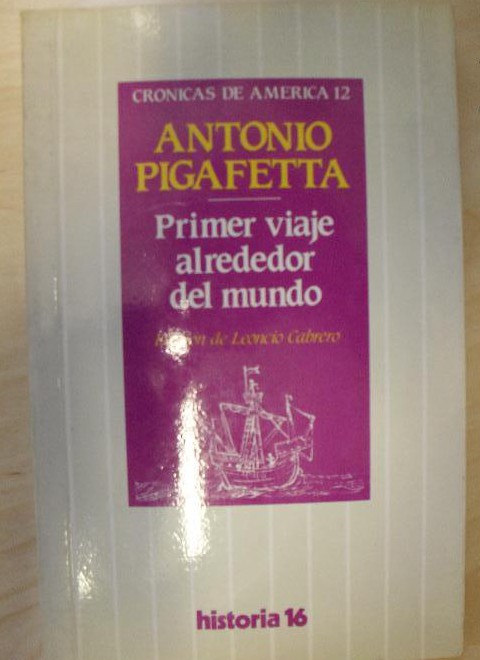 CRONICAS DE AMERICA 12
ANTONIO
PIGAFETTA
Primer viaje
alrededor
del mundo
de Leoncio Cabrero
historia 16